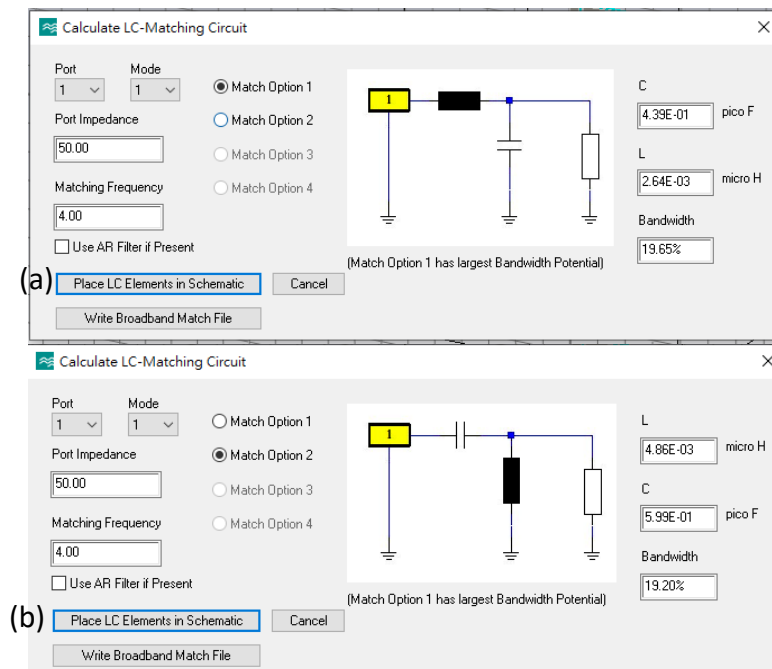 Calculate LC-Matching Circuit
Port Mode
1 1
Match Option 1
Match Option 2
Match Option 3
Match Option 4
Port Impedance
50.00
Matching Frequency
4.00
Use AR Filter if Present
1
(Match Option 1 has largest Bandwidth Potential)
C
4.39E-01 pico F
L
2.64E-03 micro H
Bandwidth
19.65%
(a)
Place LC Elements in Schematic Cancel
Write Broadband Match File
Calculate LC-Matching Circuit
Port Mode
1 1
Match Option 1
Match Option 2
Match Option 3
Match Option 4
Port Impedance
50.00
Matching Frequency
4.00
Use AR Filter if Present
1
(Match Option 1 has largest Bandwidth Potential)
L
4.86E-03 micro H
C
5.99E-01 pico F
Bandwidth
19.20%
(b)
Place LC Elements in Schematic Cancel
Write Broadband Match File